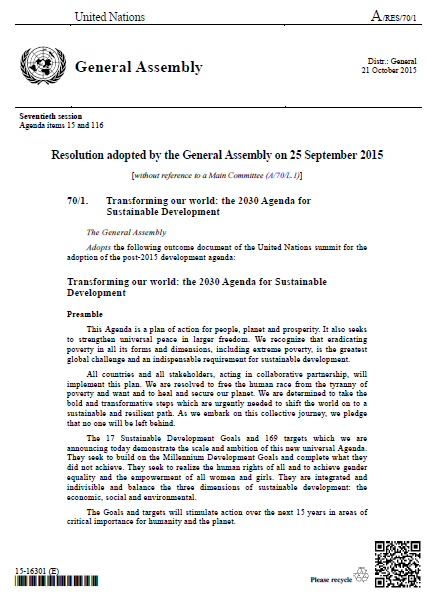 United Nations
A/RES/70/1
General Assembly
Distr.: General
21 October 2015
Seventieth session
Agenda items 15 and 116
Resolution adopted by the General Assembly on 25 September 2015
[without reference to a Main Committee (A/70/L.1)]
70/1. Transforming our world: the 2030 Agenda for
Sustainable Development
The General Assembly
Adopts the following outcome document of the United Nations summit for the
adoption of the post-2015 development agenda:
Transforming our world: the 2030 Agenda for Sustainable
Development
Preamble
This Agenda is a plan of action for people, planet and prosperity. It also seeks
to strengthen universal peace in larger freedom. We recognize that eradicating
poverty in all its forms and dimensions, including extreme poverty, is the greatest
global challenge and an indispensable requirement for sustainable development.
All countries and all stakeholders, acting in collaborative partnership, will
implement this plan. We are resolved to free the human race from the tyranny of
poverty and want and to heal and secure our planet. We are determined to take the
bold and transformative steps which are urgently needed to shift the world on to a
sustainable and resilient path. As we embark on this collective journey, we pledge
that no one will be left behind.
The 17 Sustainable Development Goals and 169 targets which we are
announcing today demonstrate the scale and ambition of this new universal Agenda.
They seek to build on the Millennium Development Goals and complete what they
did not achieve. They seek to realize the human rights of all and to achieve gender
equality and the empowerment of all women and girls. They are integrated and
indivisible and balance the three dimensions of sustainable development: the
economic, social and environmental.
The Goals and targets will stimulate action over the next 15 years in areas of
critical importance for humanity and the planet.
15-16301 (E)
Please recycle